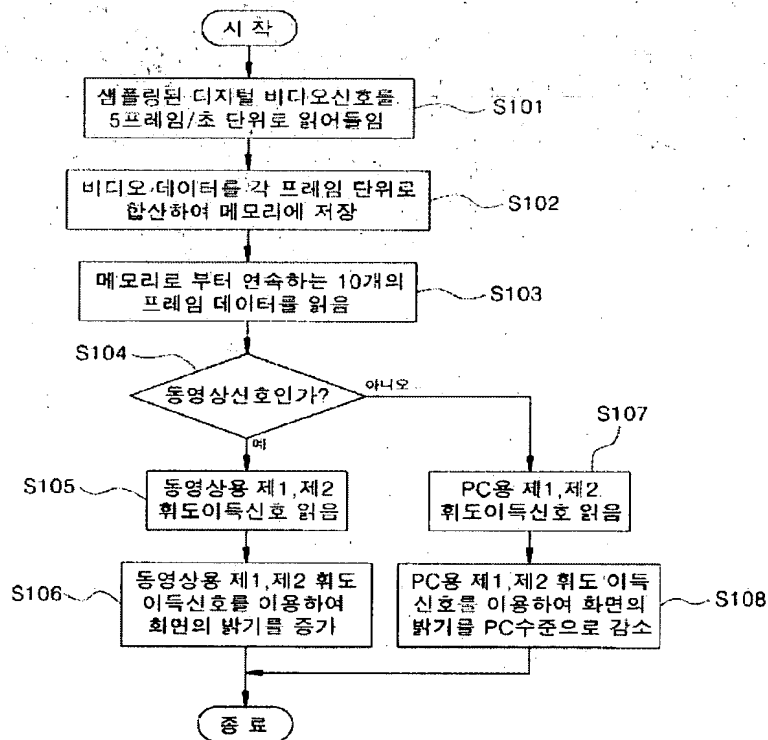 시 작
샘플링된 디지털 비디오신호를
5프레임/초 단위로 읽어들임
S101
비디오 데이터를 각 프레임 단위로
합산하여 메모리에 저장
S102
메모리로 부터 연속하는 10개의
프레임 데이터를 읽음
S103
S104
동영상신호인가?
아니오
예
S107
S105
동영상용 제1,제2
휘도이득신호 읽음
PC용 제1,제2
휘도이득신호 읽음
S106
동영상용 제1,제2 휘도
이득신호를 이용하여
화면의 밝기를 증가
PC용 제1,제2 휘도 이득
신호를 이용하여 화면의
밝기를 PC수준으로 감소
S108
종 료